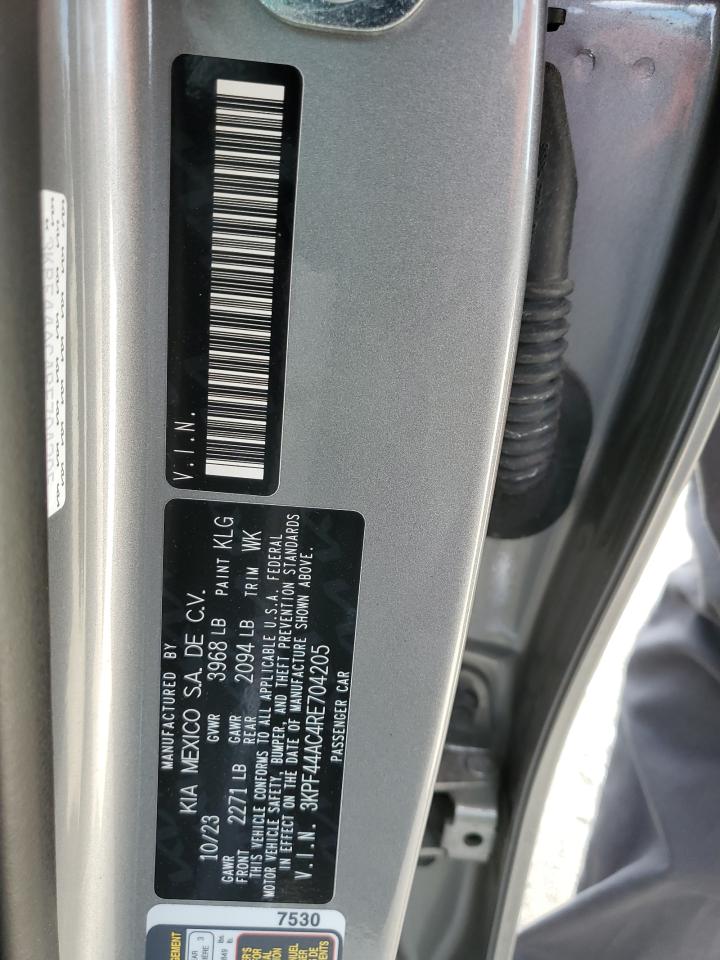 V.I.N.
MANUFACTURED BY
KIA MEXICO S.A. DE C.V.
10/23 GVWR 3968 LB PAINT KLG
GAWR FRONT 2271 LB GAWR REAR 2094 LB TRIM WK
THIS VEHICLE CONFORMS TO ALL APPLICABLE U.S.A. FEDERAL
MOTOR VEHICLE SAFETY, BUMPER, AND THEFT PREVENTION STANDARDS
IN EFFECT ON THE DATE OF MANUFACTURE SHOWN ABOVE.
V.I.N. 3KPF44AC4RE704205
PASSENGER CAR
7530